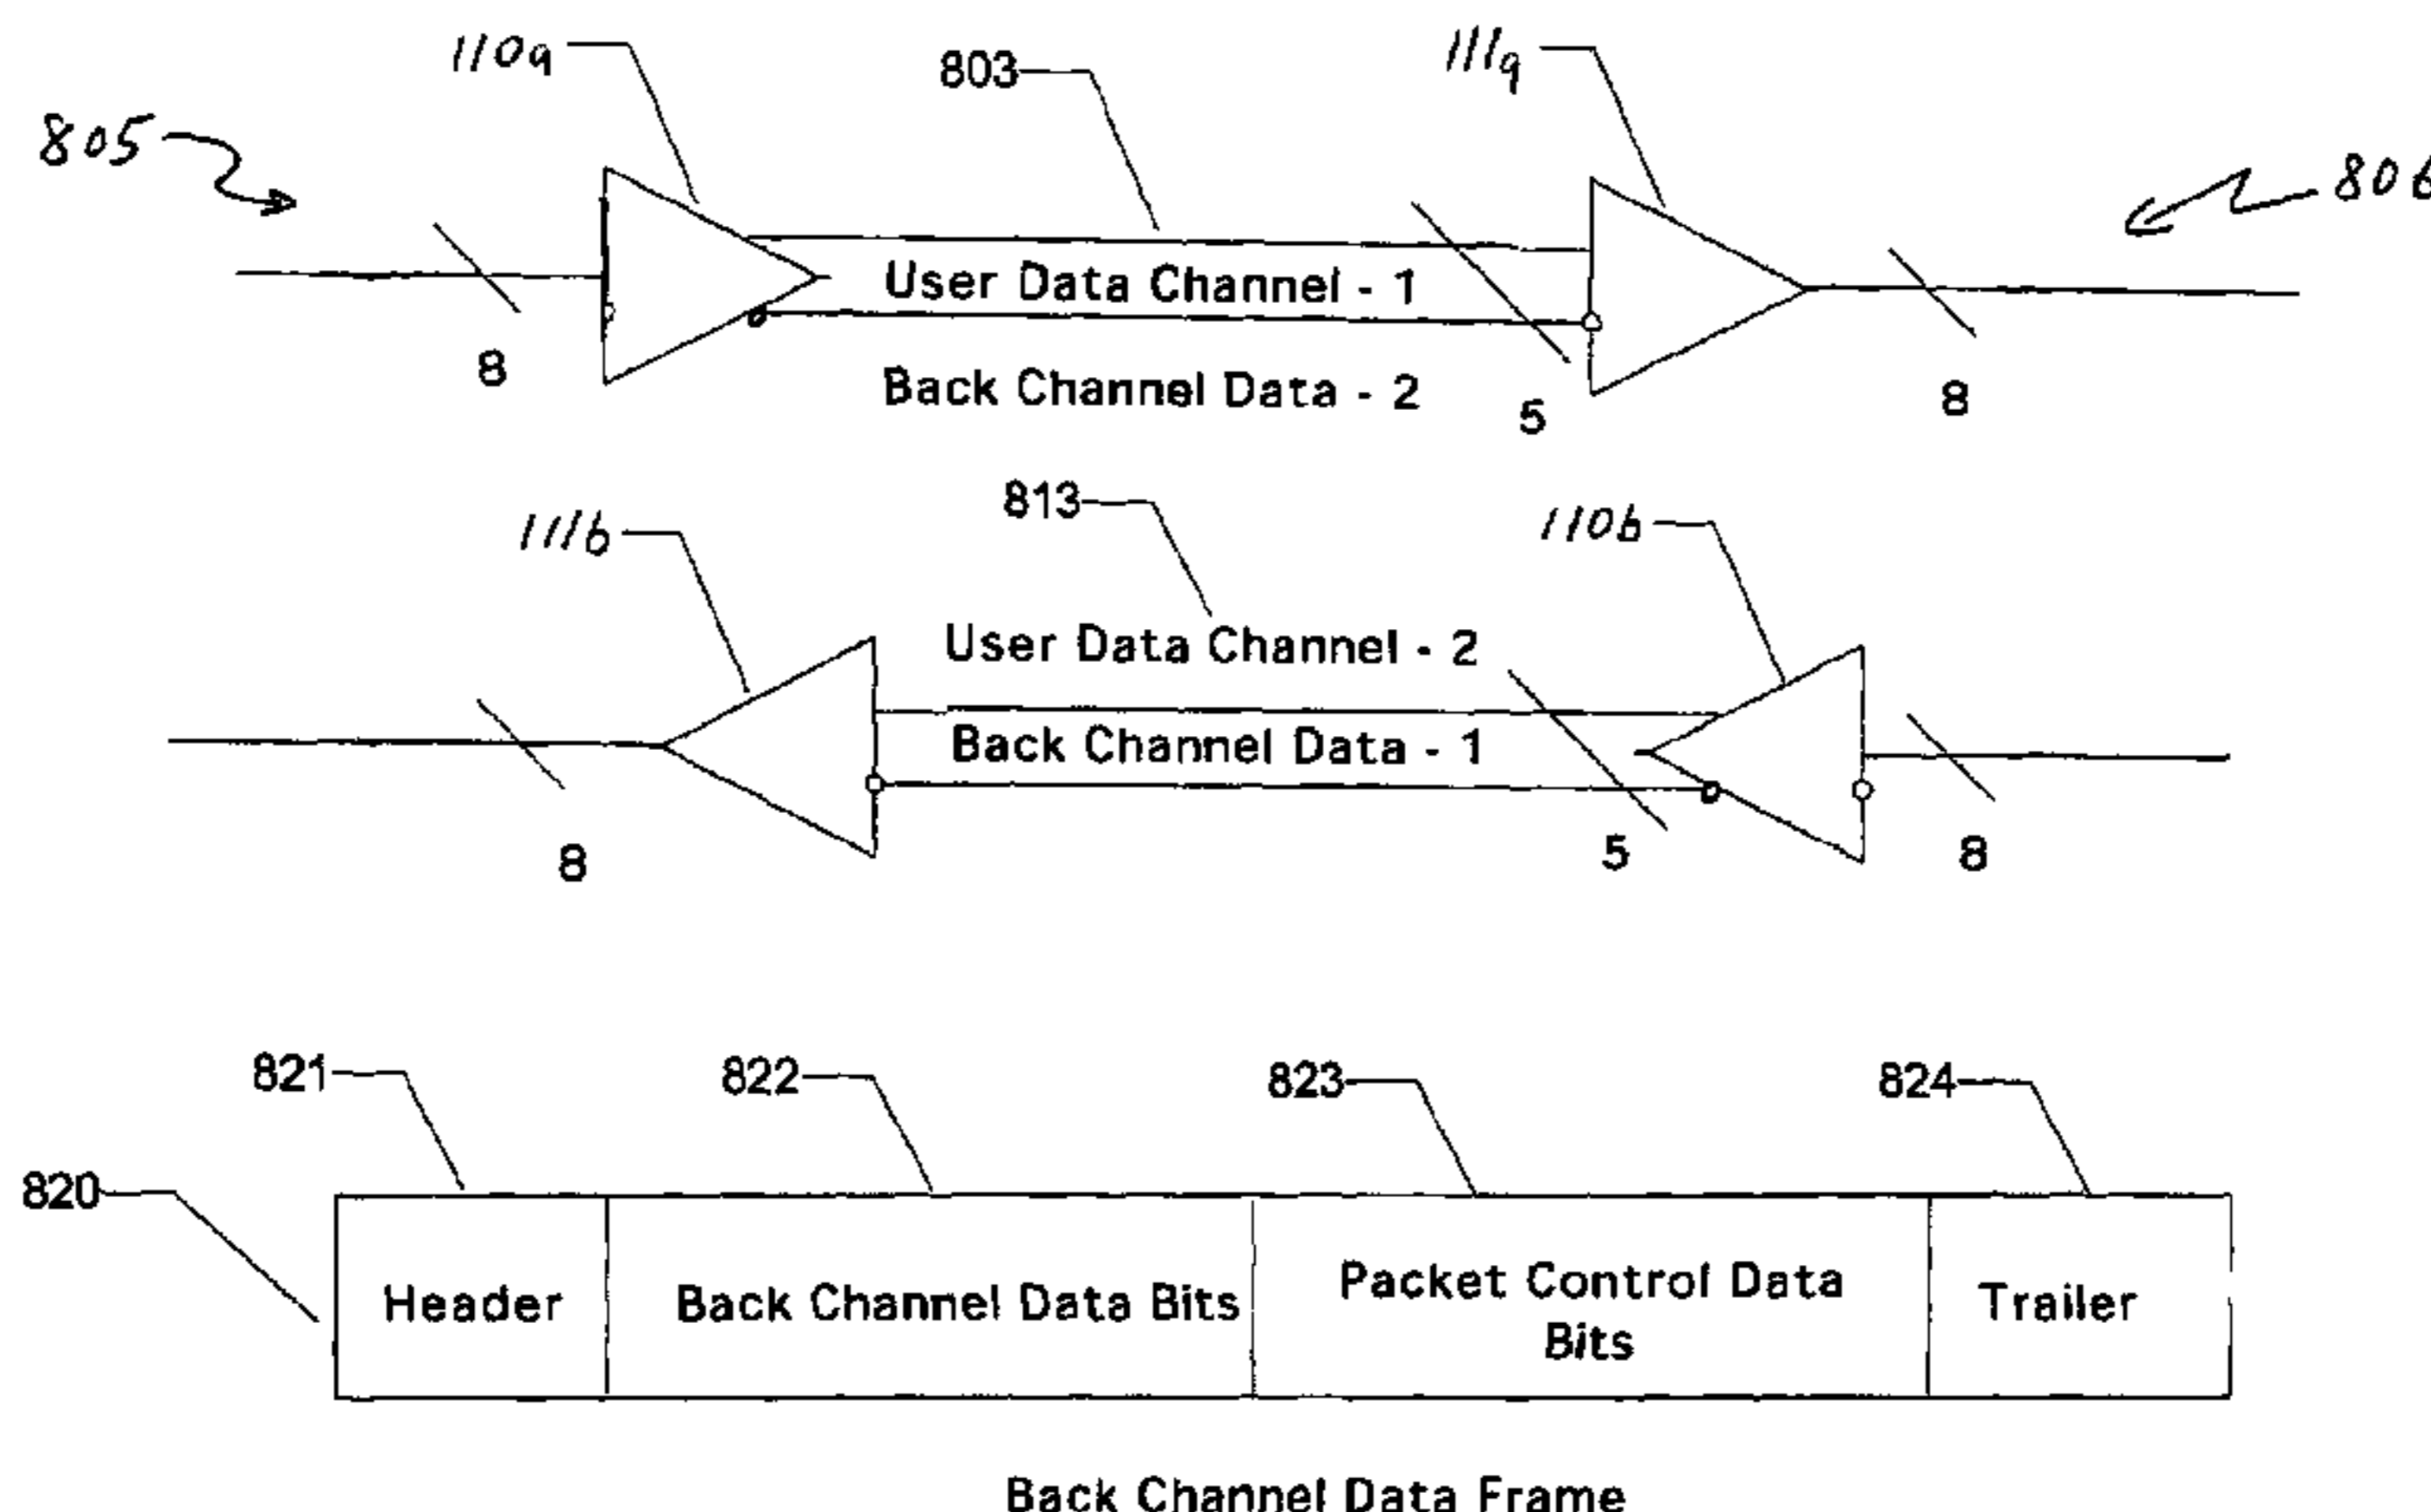 110a
803
111a
805
806
User Data Channel - 1
8
Back Channel Data - 2
5
8
813
111b
110b
User Data Channel - 2
Back Channel Data - 1
8
5
8
821
822
823
824
820
Header
Back Channel Data Bits
Packet Control Data
Bits
Trailer
Back Channel Data Frame